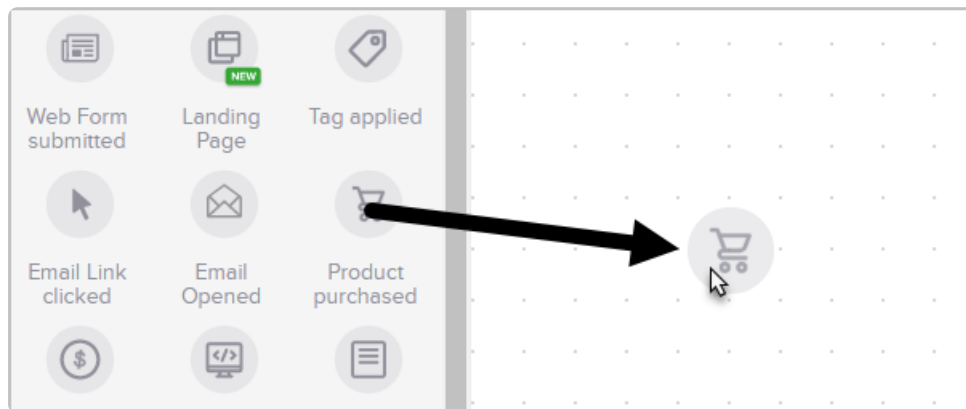 NEW
Web Form
submitted
Landing
Page
Tag applied
Email Link
clicked
Email
Opened
Product
purchased
$
</>